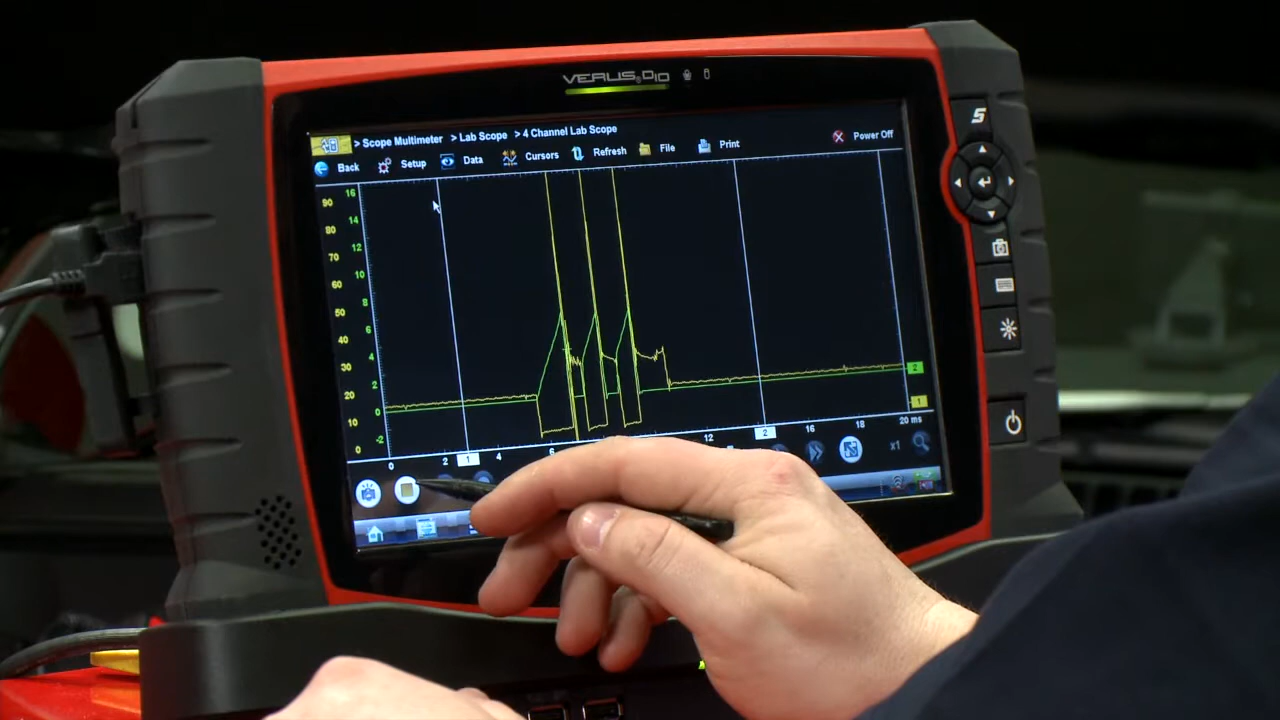 VERUS D10
> Scope Multimeter > Lab Scope > 4 Channel Lab Scope
Back Setup Data Cursors Refresh File Print Power Off
90 16
80 14
70 12
60 10
50 8
40 6
30 4
20 2
10 0
0 -2
2
1
0 2 1 4 6 12 2 16 18 20 ms
x1
S